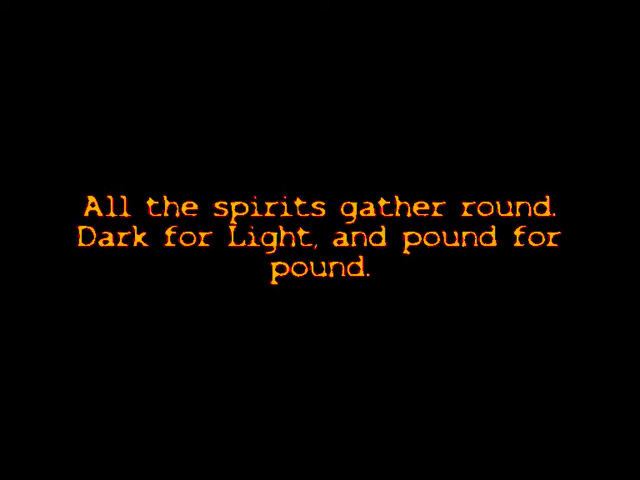 All the spirits gather round.
Dark for Light, and pound for
pound.